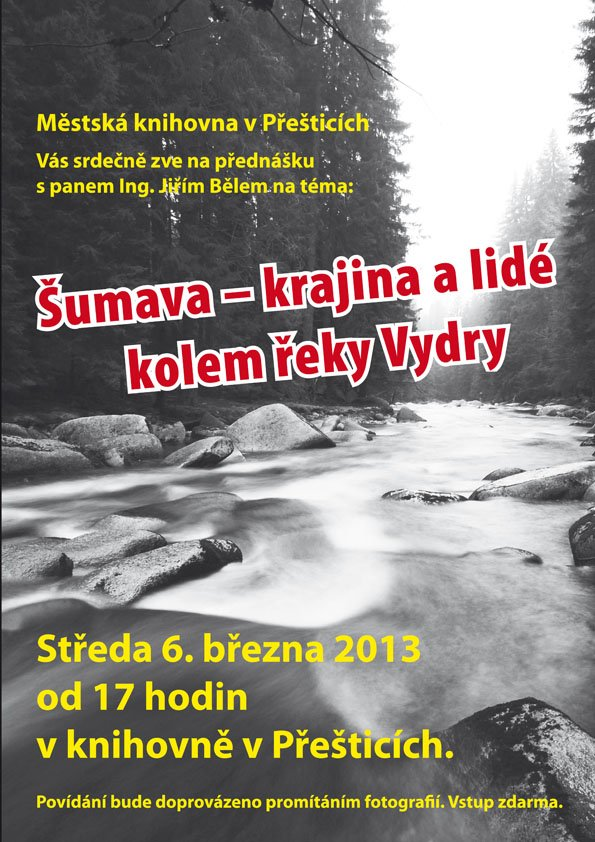 Městská knihovna v Přešticích
Vás srdečně zve na přednášku
s panem Ing. Jiřím Bělem na téma:
Šumava – krajina a lidé
kolem řeky Vydry
Středa 6. března 2013
od 17 hodin
v knihovně v Přešticích.
Povídání bude doprovázeno promítáním fotografií. Vstup zdarma.